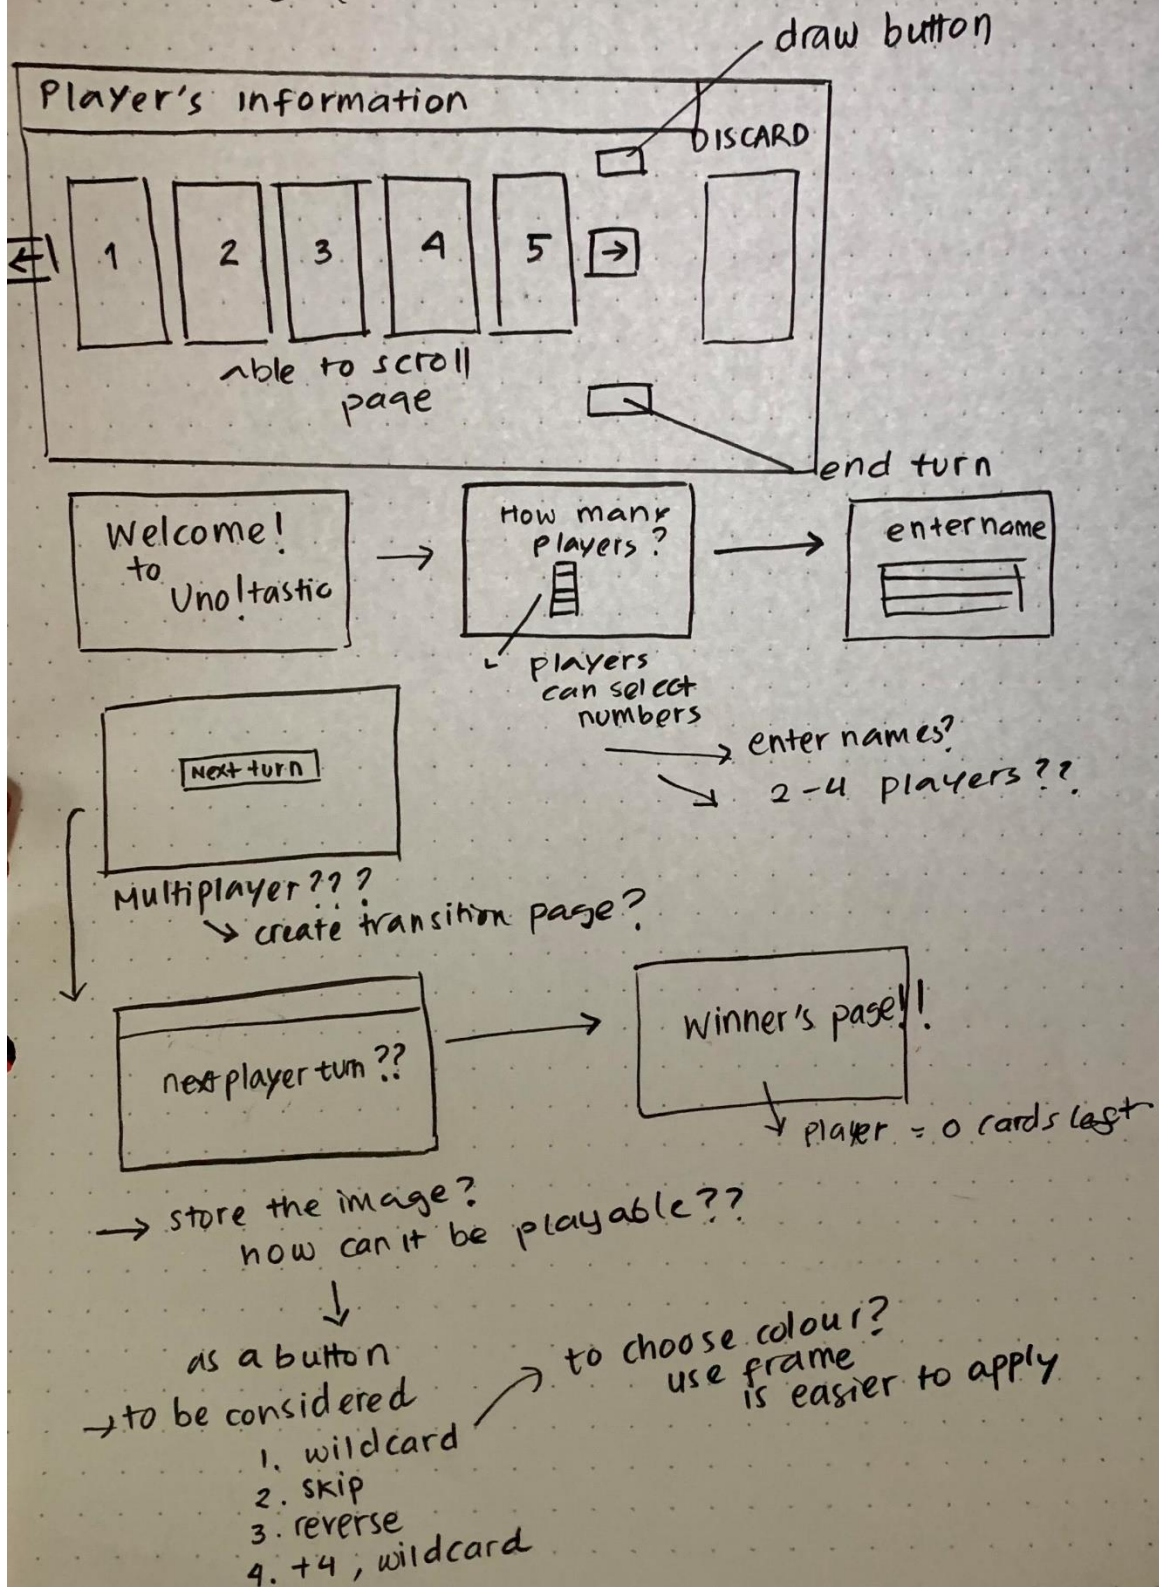 draw button
Player's information
DISCARD
1 2 3 4 5
able to scroll
page
end turn
Welcome!
to
Uno!tastic
How many
players?
enter name
players
can select
numbers
enter names?
2-4 players??
Next turn
Multiplayer???
create transition page?
next player turn??
Winner's page!!
player = 0 cards left
store the image?
how can it be playable??
as a button
to be considered
to choose colour?
use frame
is easier to apply
1. wildcard
2. skip
3. reverse
4. +4, wildcard